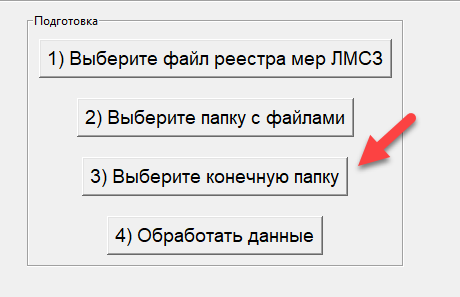 Подготовка
1) Выберите файл реестра мер ЛМСЗ
2) Выберите папку с файлами
3) Выберите конечную папку
4) Обработать данные